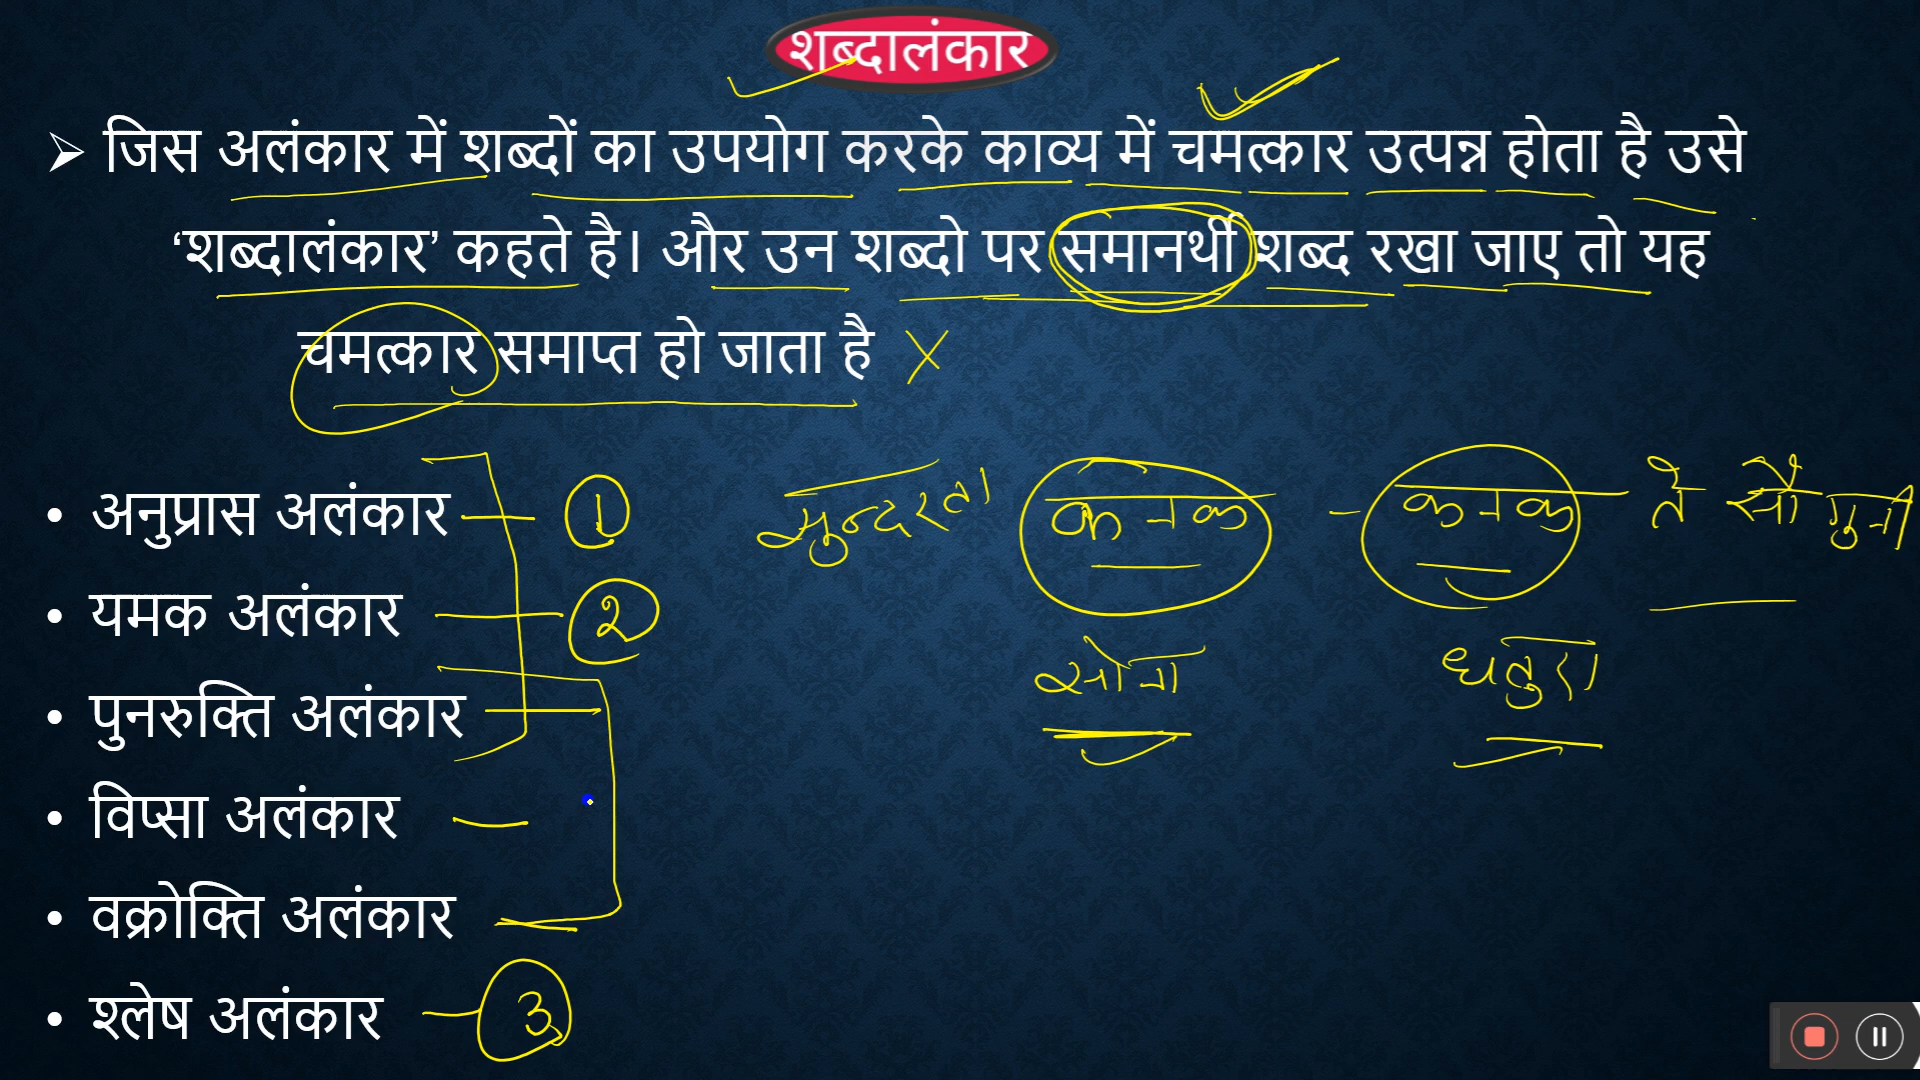 शब्दालंकार
जिस अलंकार में शब्दों का उपयोग करके काव्य में चमत्कार उत्पन्न होता है उसे
‘शब्दालंकार’ कहते है। और उन शब्दो पर समानर्थी शब्द रखा जाए तो यह
चमत्कार समाप्त हो जाता है
अनुप्रास अलंकार 1
यमक अलंकार २
पुनरुक्ति अलंकार
विप्सा अलंकार
वक्रोक्ति अलंकार
श्लेष अलंकार 3
सुन्दरता कनक - कनक ते सौ गुनी
सोना धतुरा